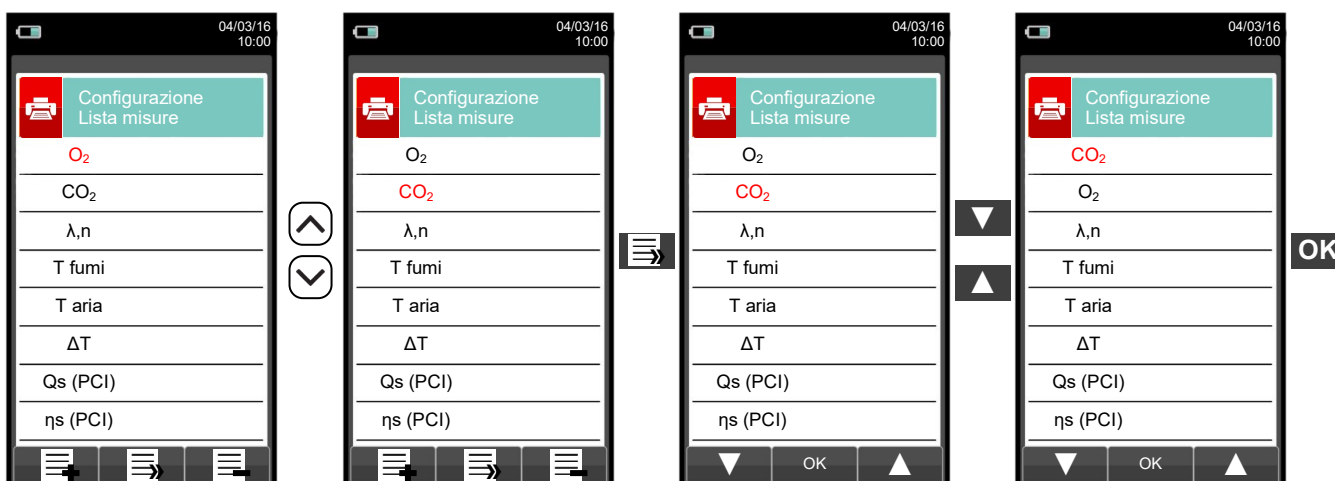 04/03/16
10:00
Configurazione
Lista misure
O₂
CO₂
λ,n
T fumi
T aria
ΔT
Qs (PCI)
ηs (PCI)
04/03/16
10:00
Configurazione
Lista misure
O₂
CO₂
λ,n
T fumi
T aria
ΔT
Qs (PCI)
ηs (PCI)
04/03/16
10:00
Configurazione
Lista misure
O₂
CO₂
λ,n
T fumi
T aria
ΔT
Qs (PCI)
ηs (PCI)
OK
04/03/16
10:00
Configurazione
Lista misure
CO₂
O₂
λ,n
T fumi
T aria
ΔT
Qs (PCI)
ηs (PCI)
OK
OK